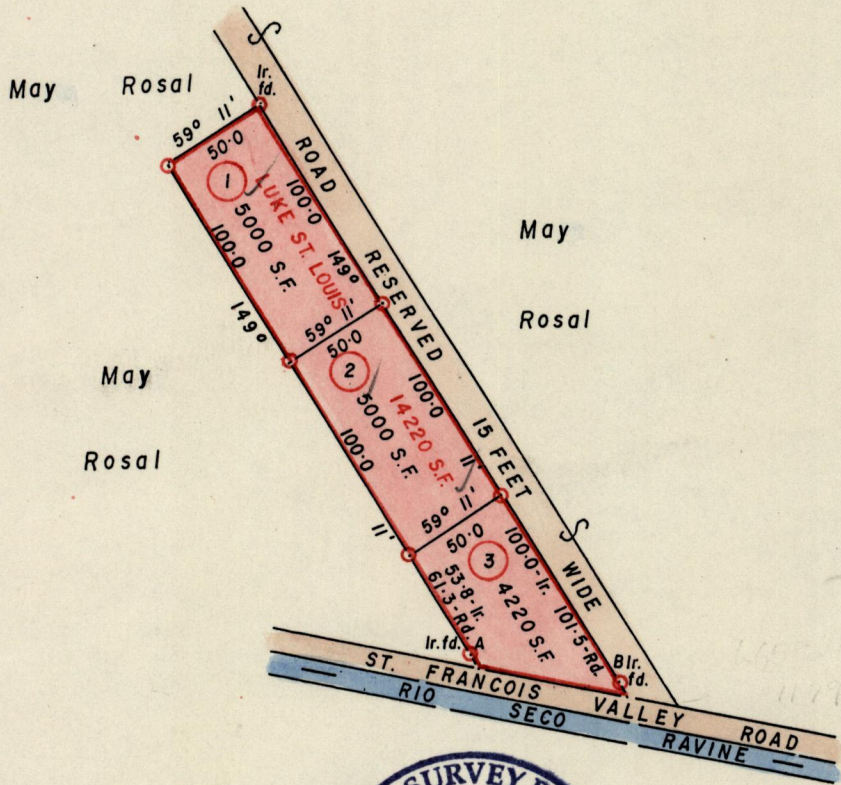 May Rosal
Ir.
fd.
59° 11'
50·0
1
5000 S.F.
LUKE ST. LOUIS
100·0
149°
11'
100·0
149°
11'
ROAD RESERVED 15 FEET WIDE
May
Rosal
May
Rosal
59° 11'
50·0
2
5000 S.F.
14220 S.F.
100·0
100·0
11'
59° 11'
50·0
3
4220 S.F.
53·8-Ir.
61·3-Rd.
100·0-Ir.
101·5-Rd.
Ir. fd. A
B Ir.
fd.
ST. FRANCOIS VALLEY ROAD
RIO SECO RAVINE
SURVEY